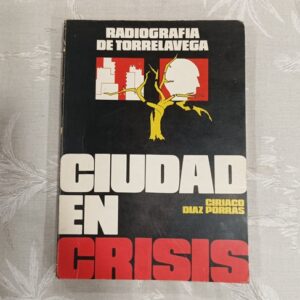 RADIOGRAFIA
DE TORRELAVEGA
CIUDAD
EN
CIRIACO
DIAZ PORRAS
CRISIS